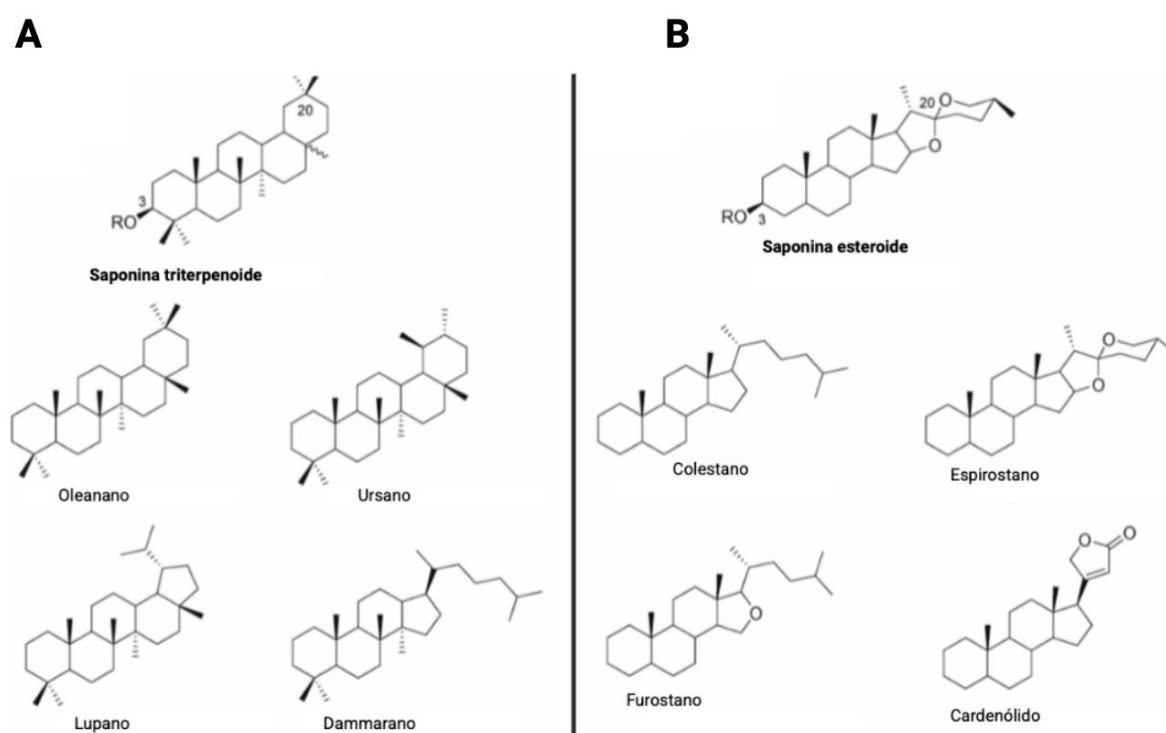 A
20
3
RO
Saponina triterpenoide
Oleanano
Ursano
Lupano
Dammarano
B
20
O
O
RO
3
Saponina esteroide
Colestano
O
O
Espirostano
O
Furostano
O
O
Cardenólido